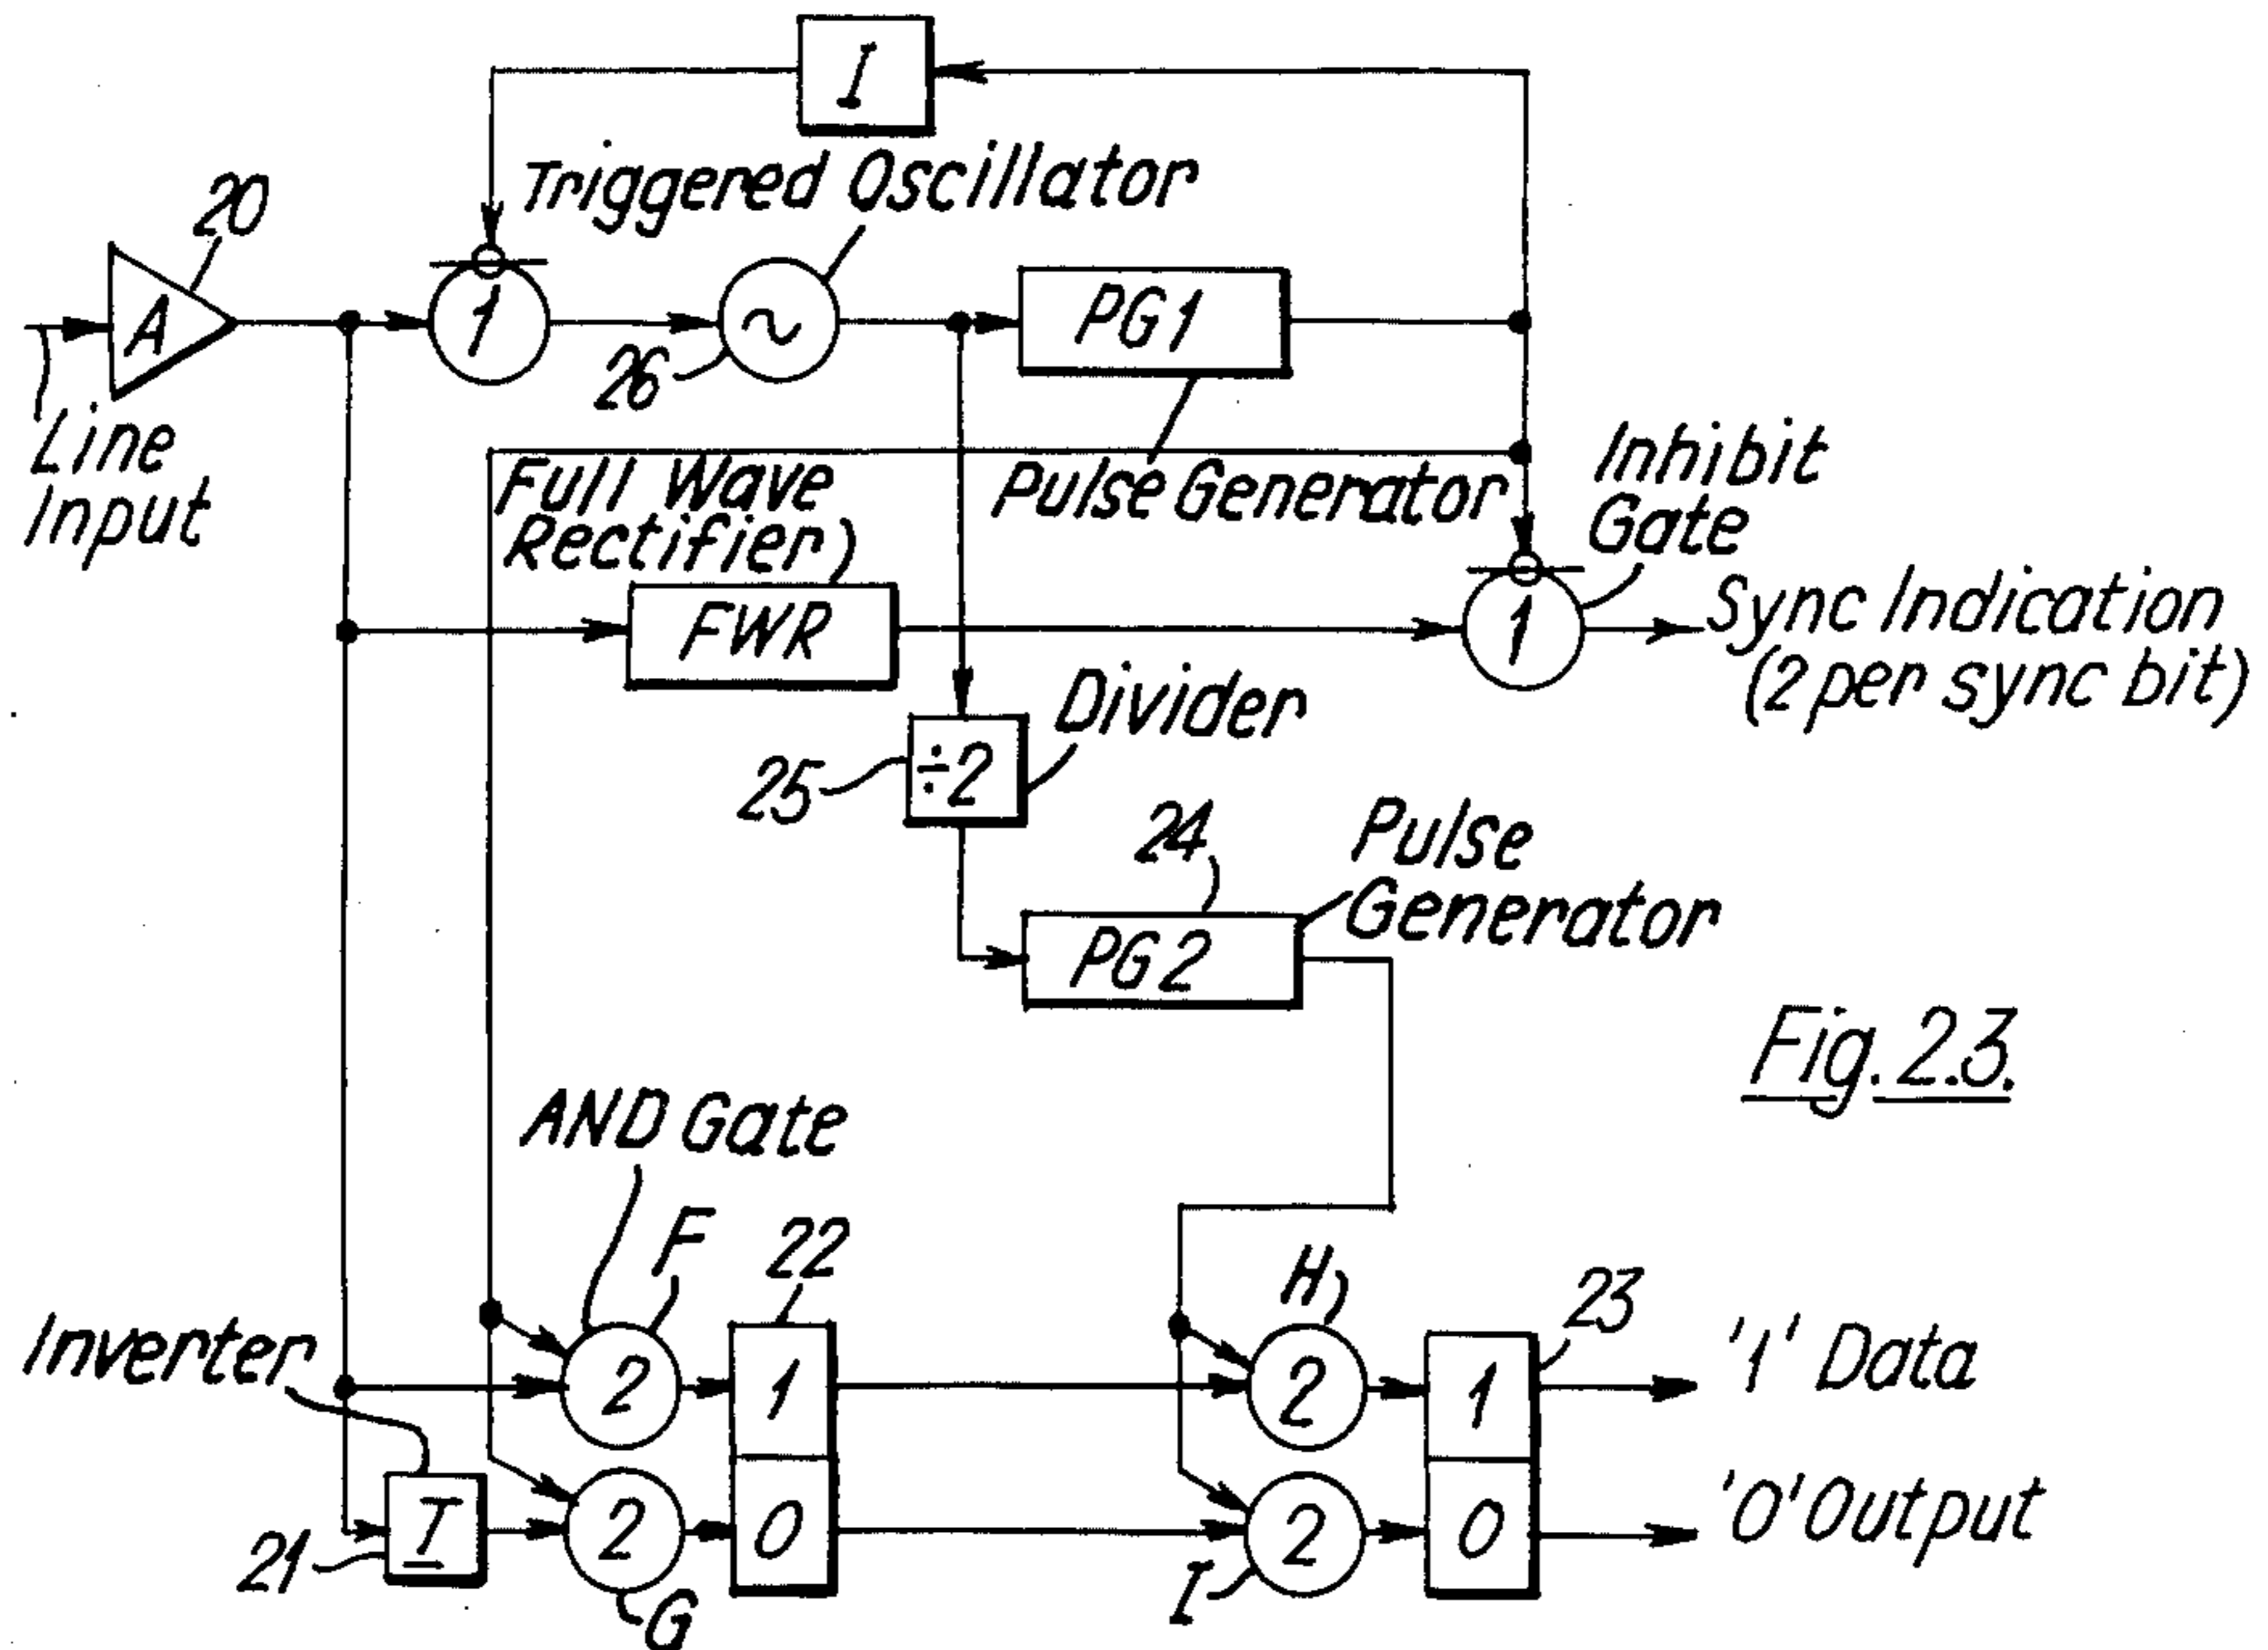 I
Triggered Oscillator
20
A
1
~
26
PG1
Line
Input
Full Wave
Rectifier
Pulse Generator
Inhibit
Gate
FWR
1
Sync Indication
(2 per sync bit)
Divider
25
÷2
24
Pulse
Generator
PG2
Fig. 2.3.
AND Gate
F
22
H
23
Inverter
2
1
2
1
'1' Data
21
I
2
0
2
0
'0' Output
G
I